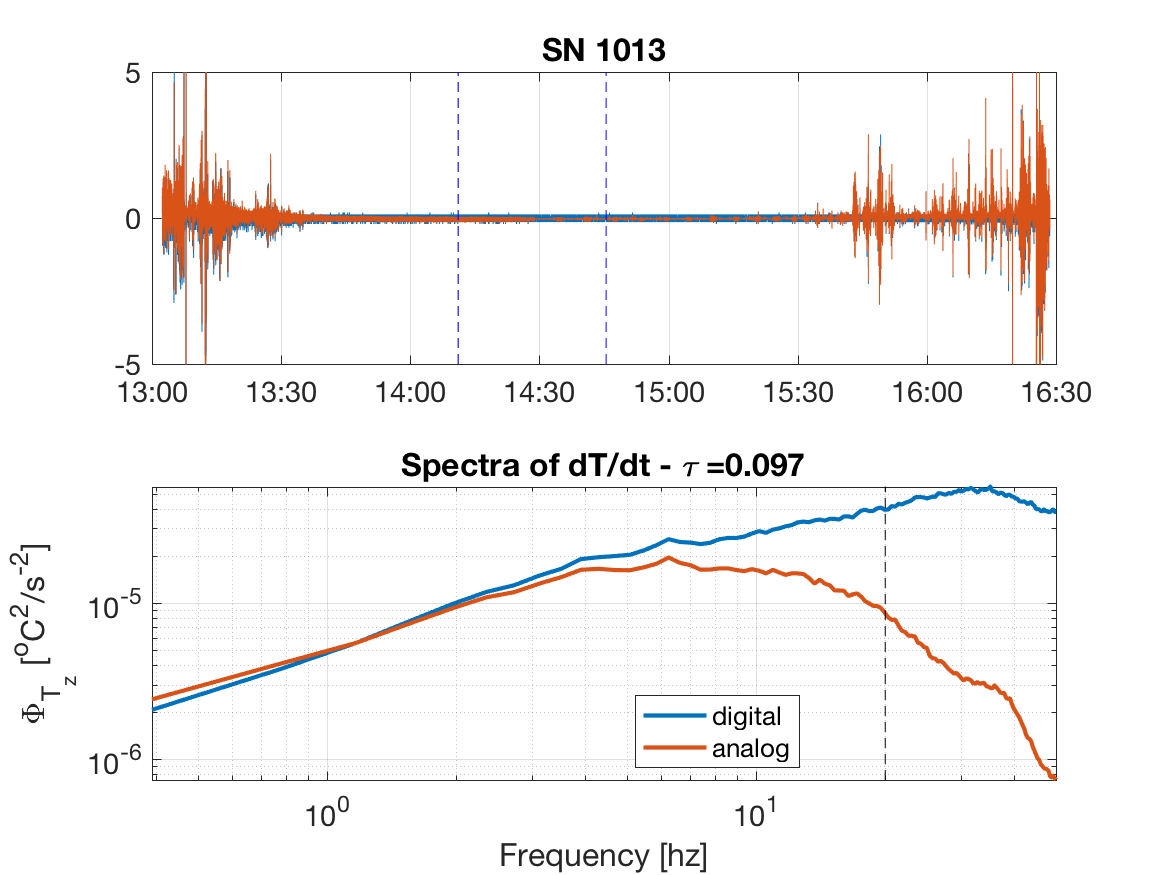 SN 1013
5
0
-5
13:00 13:30 14:00 14:30 15:00 15:30 16:00 16:30
Spectra of dT/dt - τ =0.097
Φ_{T_z} [°C²/s⁻²]
10⁻⁵
10⁻⁶
digital
analog
10⁰ 10¹
Frequency [hz]